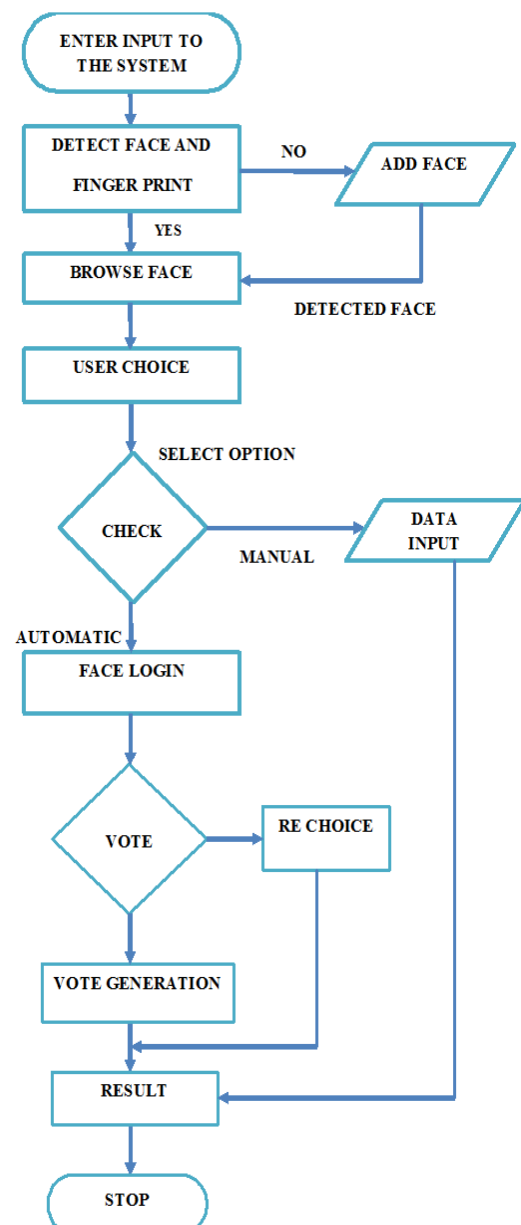 ENTER INPUT TO
THE SYSTEM
DETECT FACE AND
FINGER PRINT
NO
ADD FACE
YES
BROWSE FACE
DETECTED FACE
USER CHOICE
SELECT OPTION
CHECK
MANUAL
DATA
INPUT
AUTOMATIC
FACE LOGIN
VOTE
RE CHOICE
VOTE GENERATION
RESULT
STOP